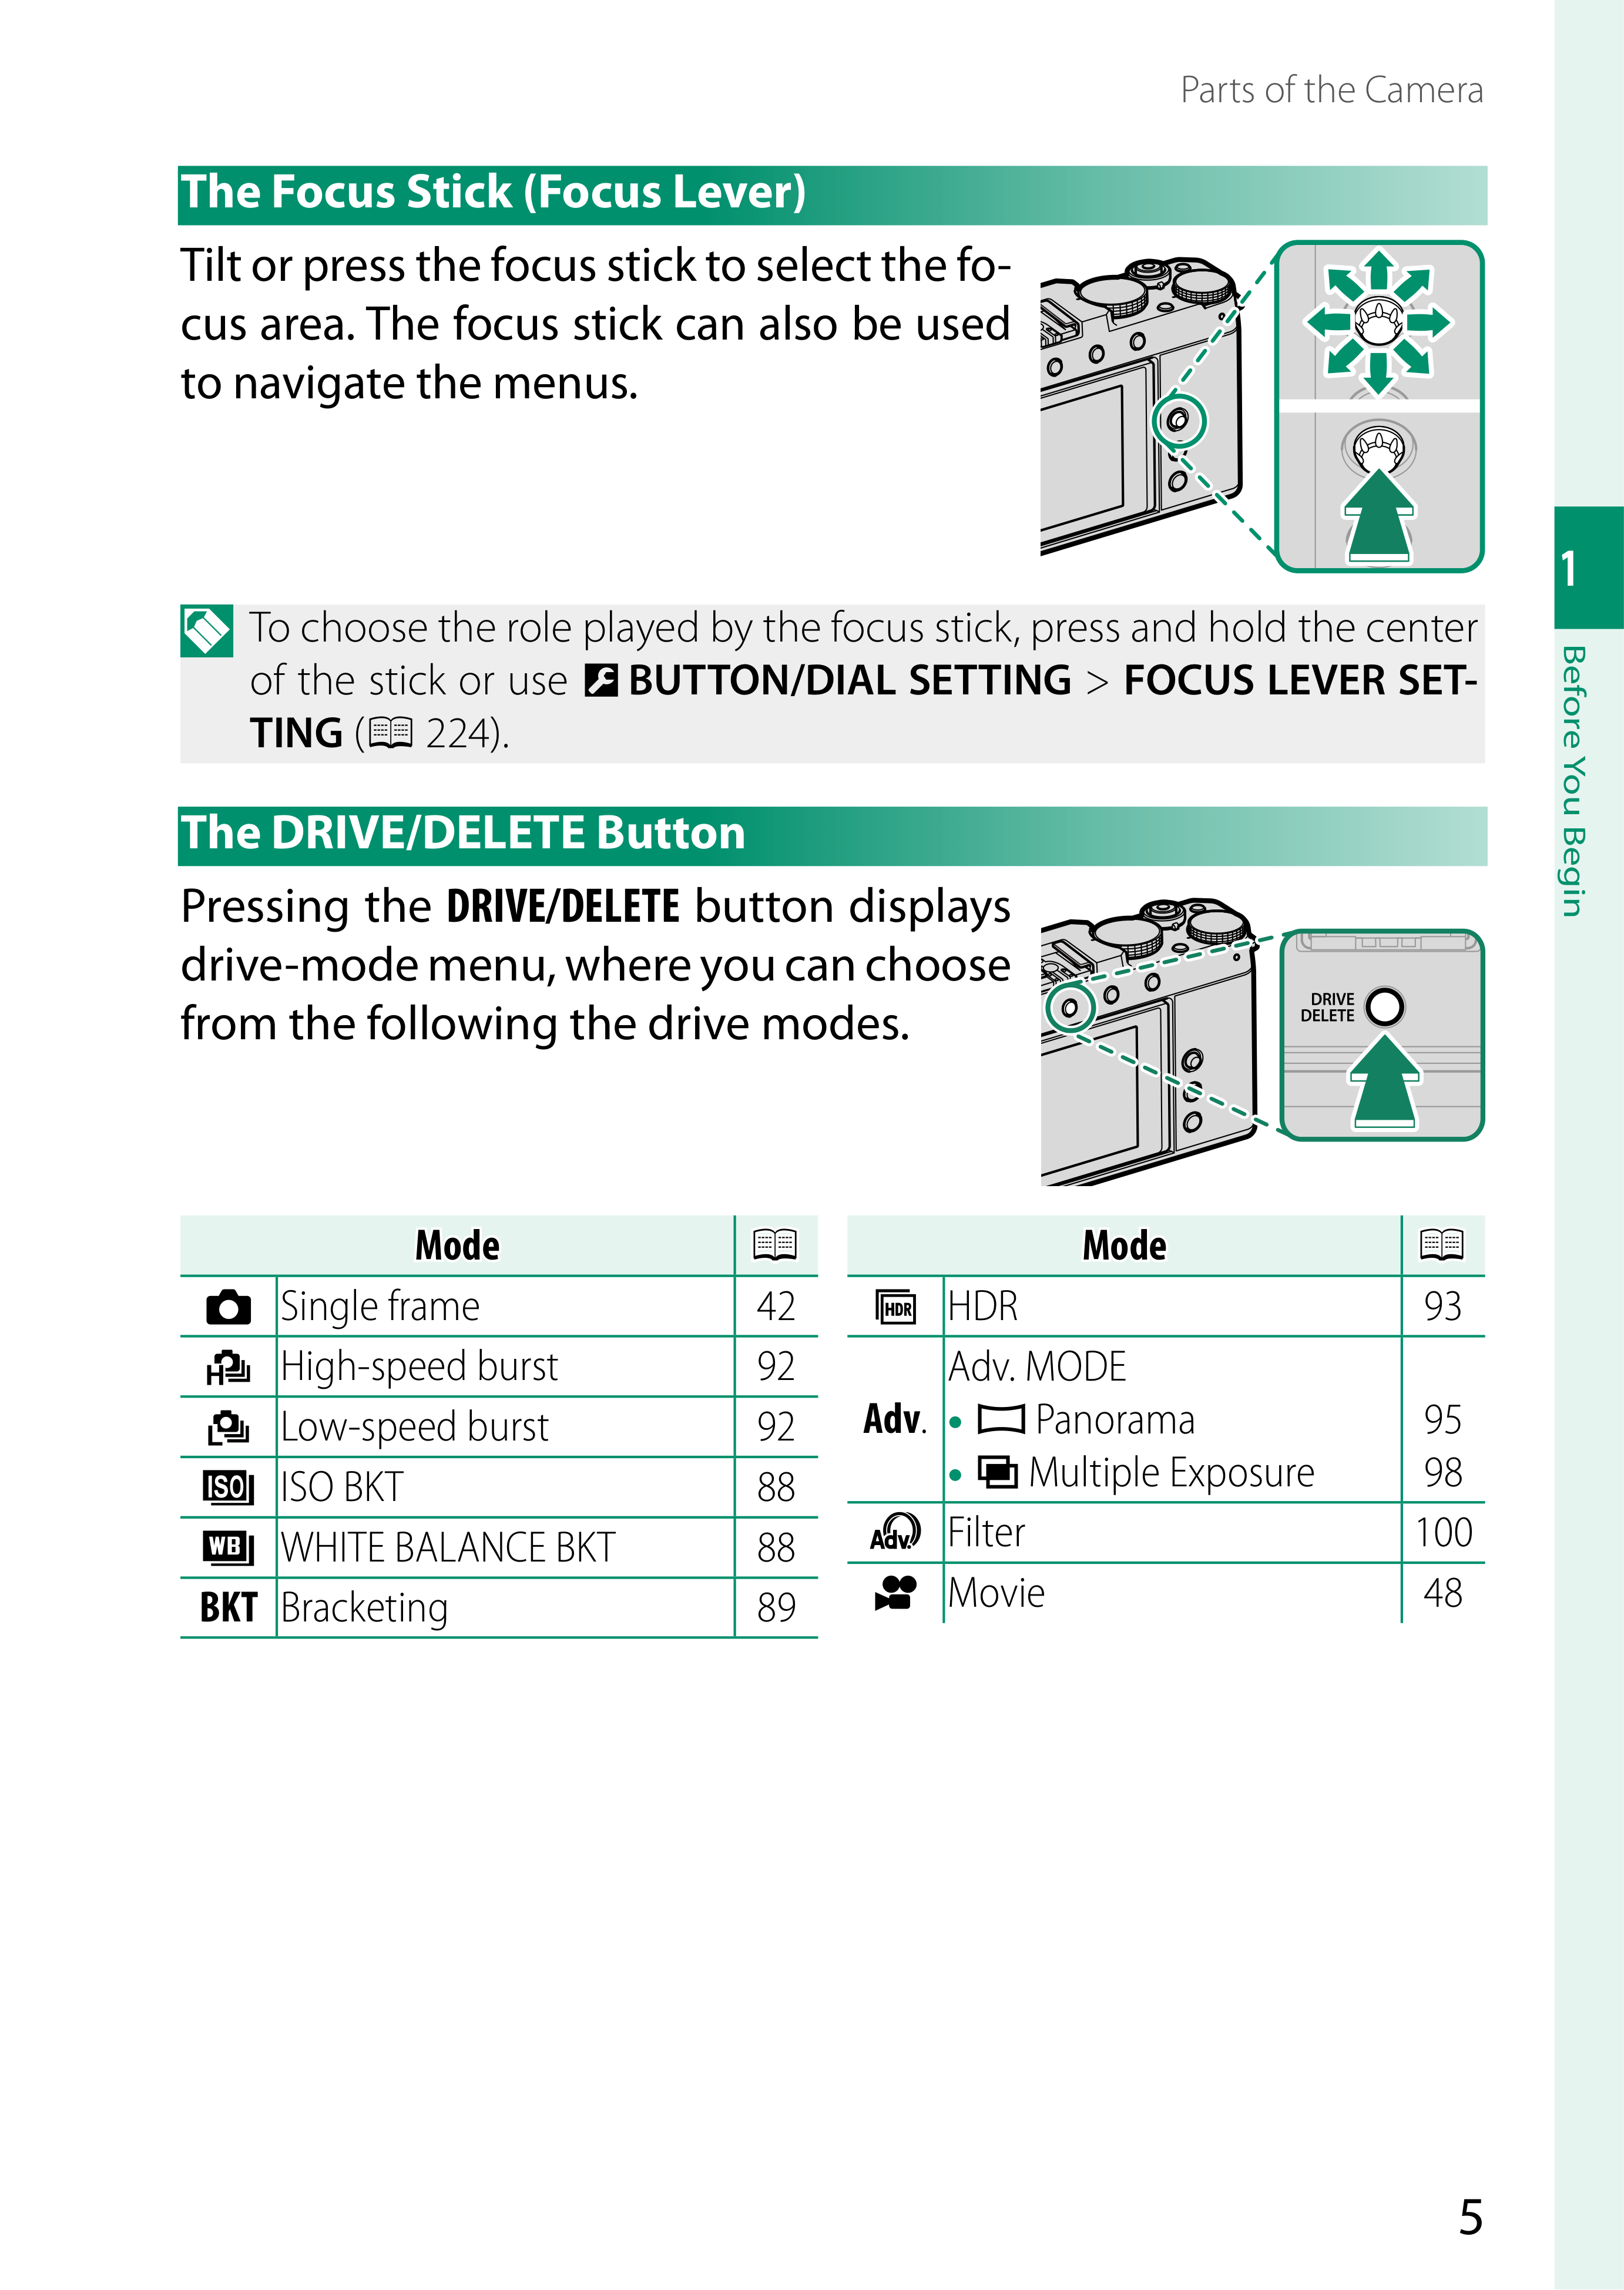 Parts of the Camera
The Focus Stick (Focus Lever)
Tilt or press the focus stick to select the fo-
cus area. The focus stick can also be used
to navigate the menus.
To choose the role played by the focus stick, press and hold the center
of the stick or use BUTTON/DIAL SETTING > FOCUS LEVER SET-
TING ( 224).
The DRIVE/DELETE Button
Pressing the DRIVE/DELETE button displays
drive-mode menu, where you can choose
from the following the drive modes.
DRIVE
DELETE
Mode
Single frame 42
H High-speed burst 92
L Low-speed burst 92
ISO ISO BKT 88
WB WHITE BALANCE BKT 88
BKT Bracketing 89
Mode
HDR HDR 93
Adv. MODE
Adv. • Panorama 95
• Multiple Exposure 98
Adv. Filter 100
Movie 48
1
Before You Begin
5